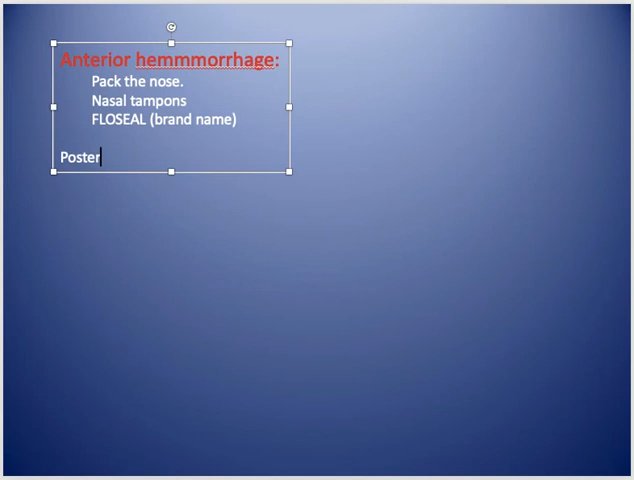 Anterior hemmmorrhage:
Pack the nose.
Nasal tampons
FLOSEAL (brand name)
Poster